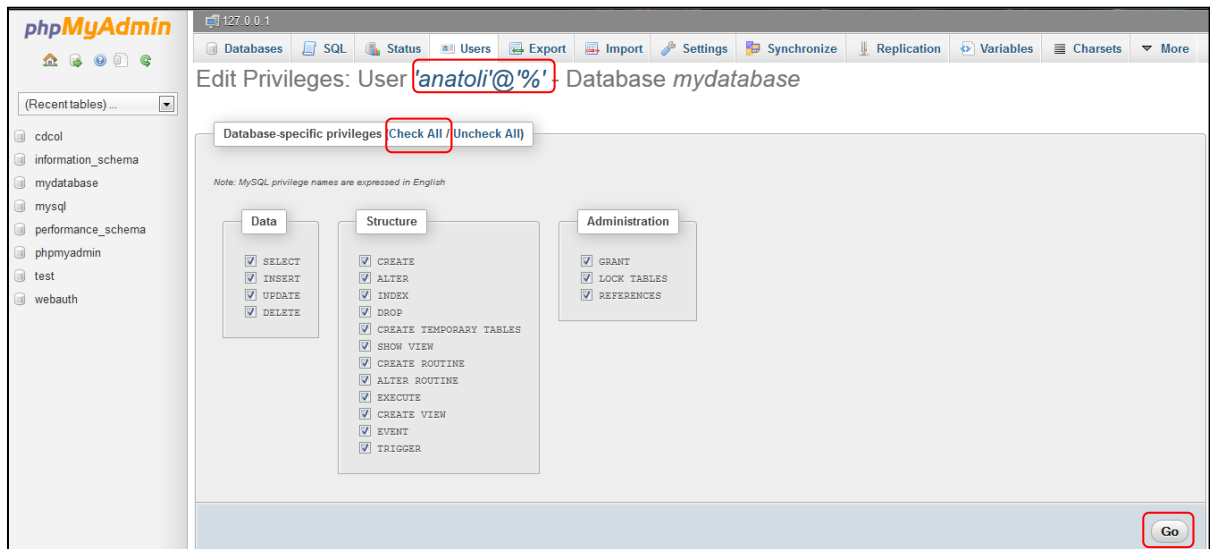 phpMyAdmin
127.0.0.1
Databases SQL Status Users Export Import Settings Synchronize Replication Variables Charsets More
Edit Privileges: User 'anatoli'@'%' - Database mydatabase
(Recent tables) ...
cdcol
information_schema
mydatabase
mysql
performance_schema
phpmyadmin
test
webauth
Database-specific privileges (Check All / Uncheck All)
Note: MySQL privilege names are expressed in English
Data
SELECT
INSERT
UPDATE
DELETE
Structure
CREATE
ALTER
INDEX
DROP
CREATE TEMPORARY TABLES
SHOW VIEW
CREATE ROUTINE
ALTER ROUTINE
EXECUTE
CREATE VIEW
EVENT
TRIGGER
Administration
GRANT
LOCK TABLES
REFERENCES
Go